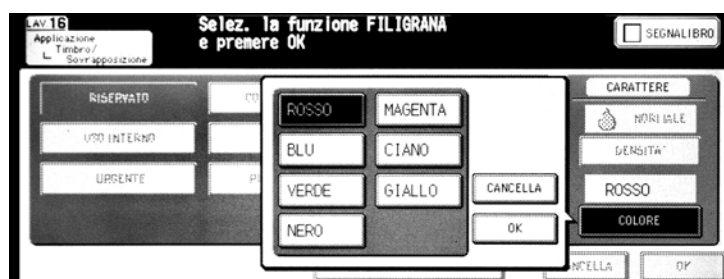 LAV.16
Applicazione
Timbro/
Sovrapposizione
Selez. la funzione FILIGRANA
e premere OK
SEGNALIBRO
RISERVATO
USO INTERNO
URGENTE
ROSSO
MAGENTA
BLU
CIANO
VERDE
GIALLO
NERO
CANCELLA
OK
CARATTERE
NORMALE
DENSITA'
ROSSO
COLORE
OK